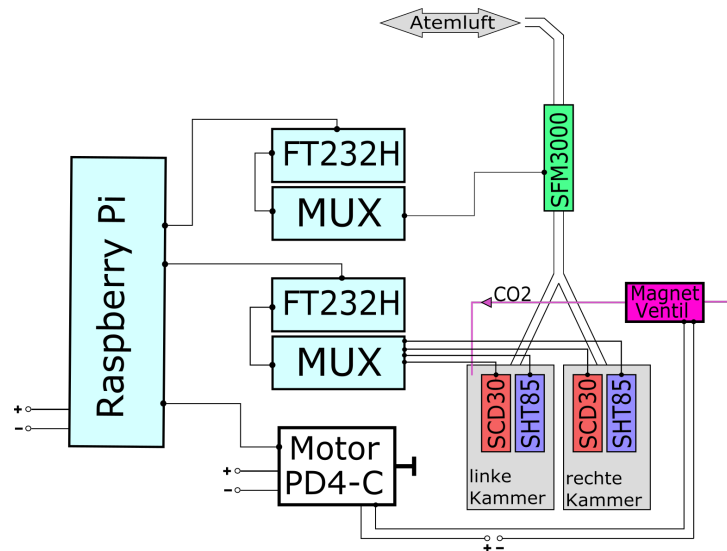 Atemluft
FT232H
MUX
SFM3000
Raspberry Pi
CO2
Magnet
Ventil
FT232H
MUX
SCD30
SHT85
SCD30
SHT85
linke
Kammer
rechte
Kammer
+
-
Motor
PD4-C
+
-
+ -